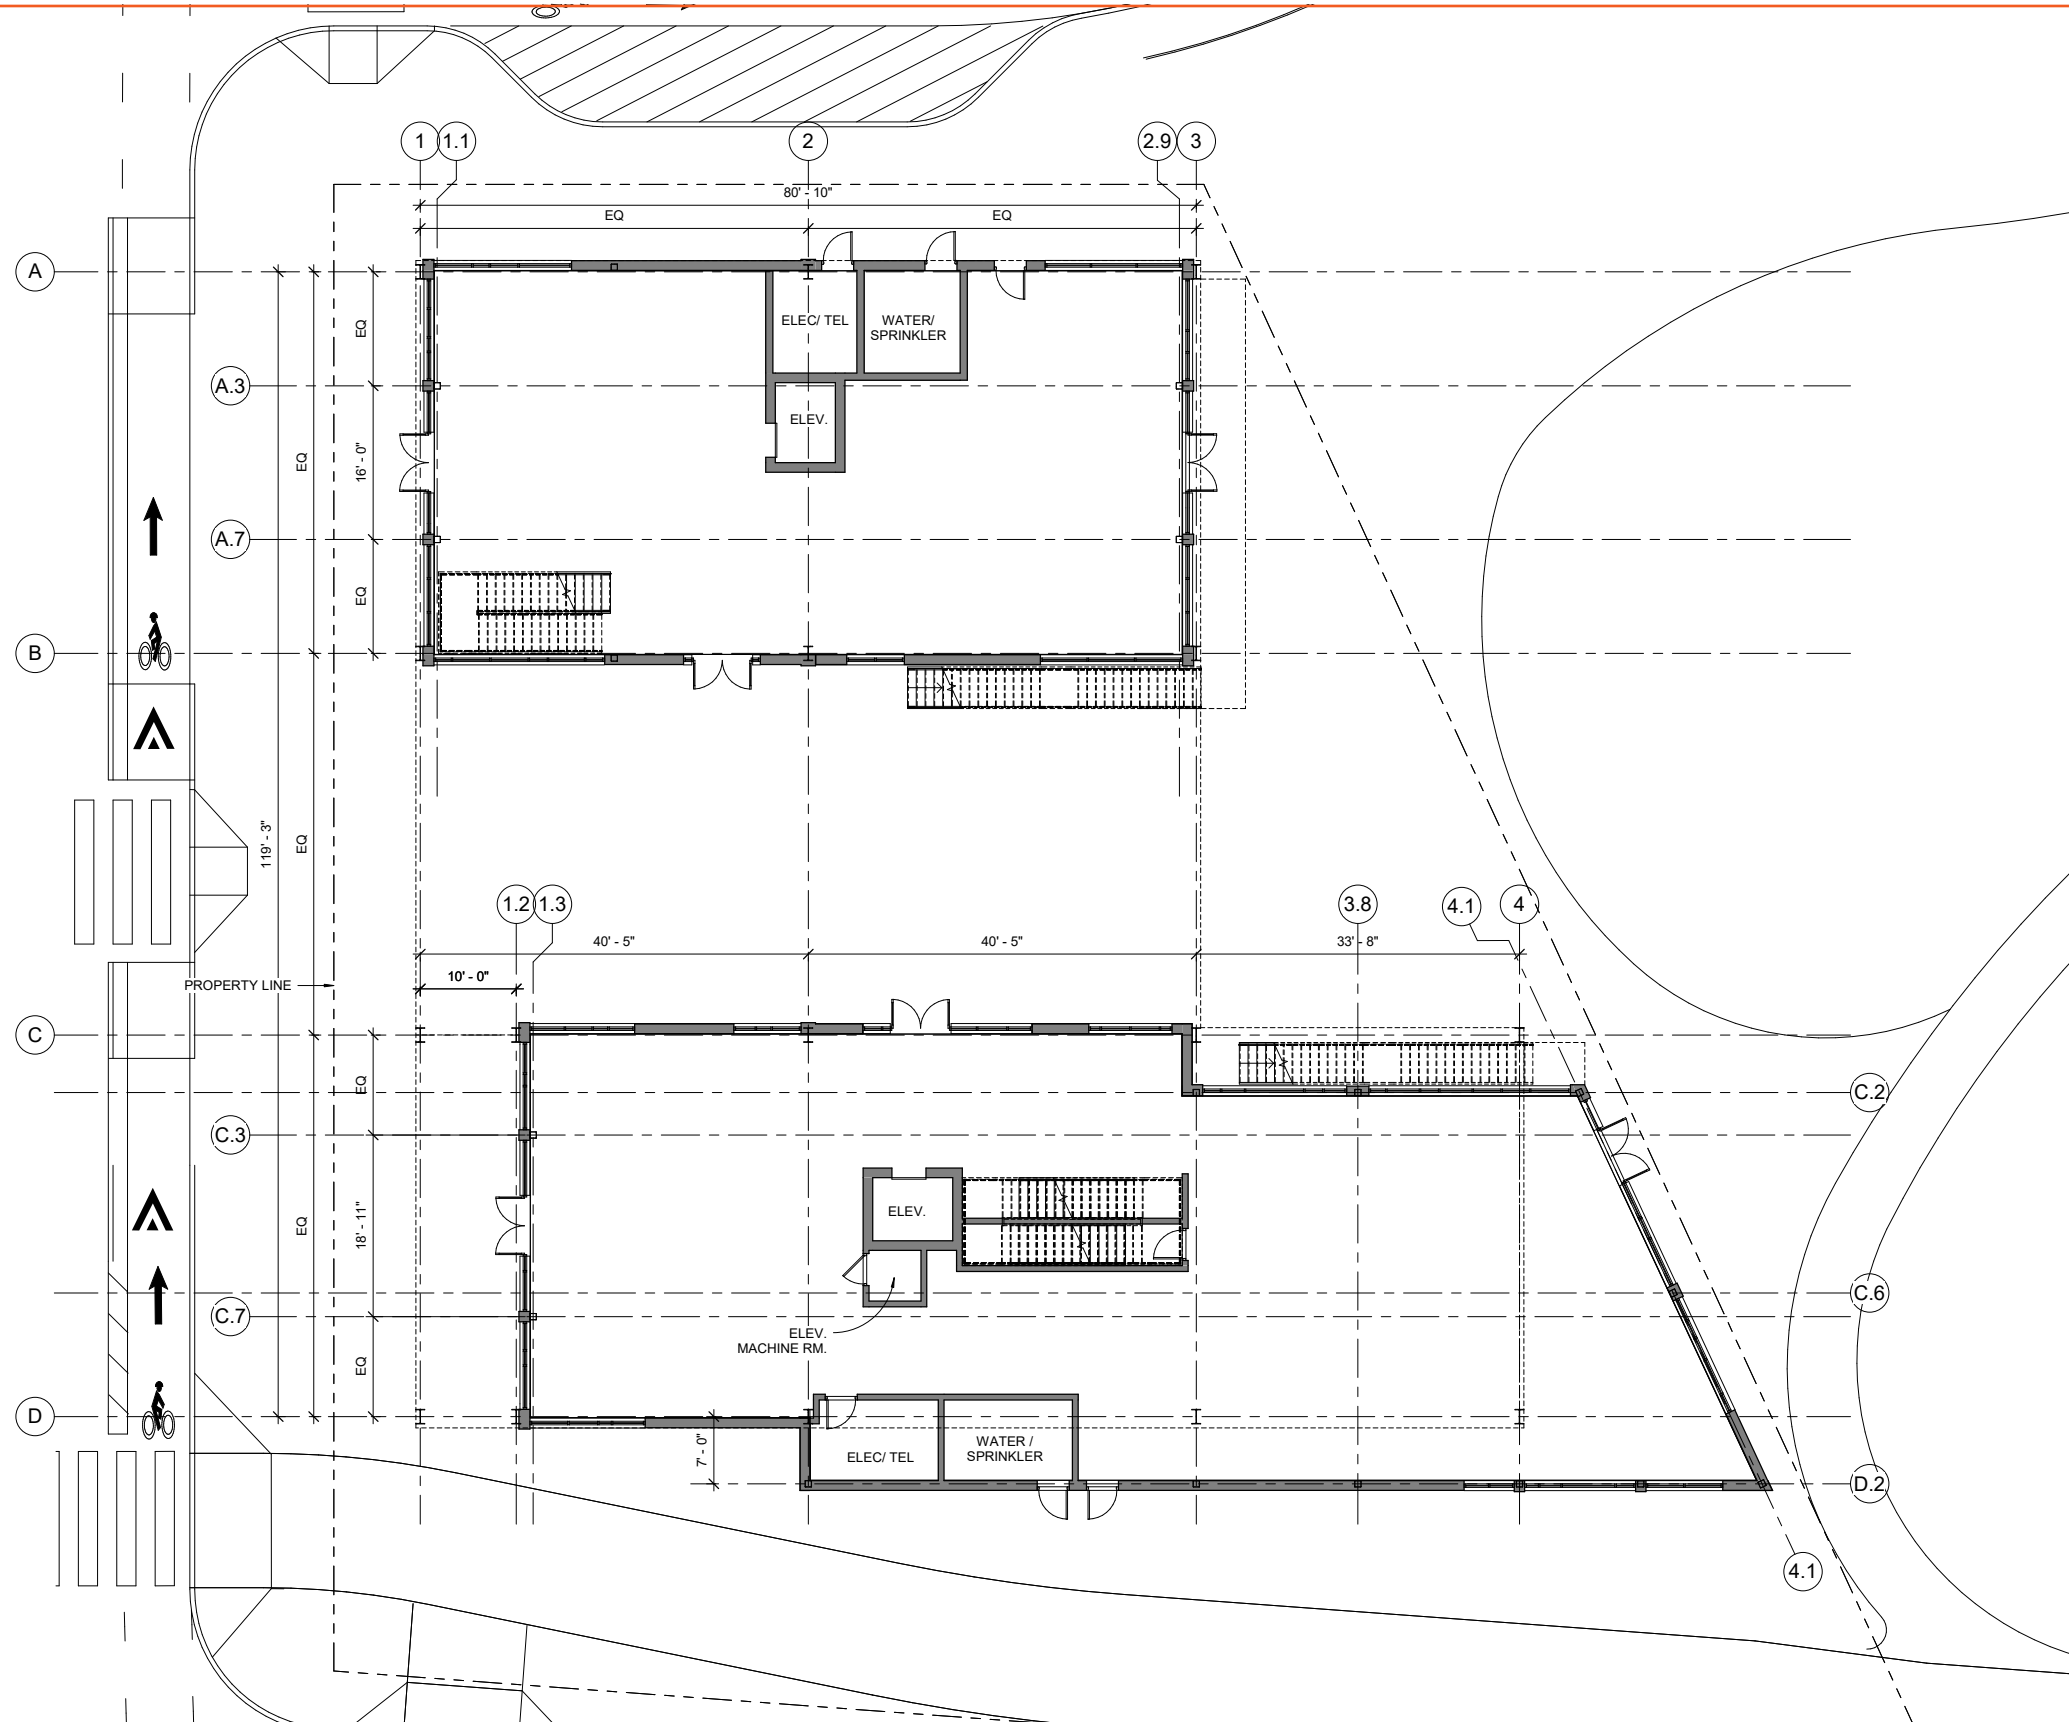 1
1.1
2
2.9
3
80' - 10"
EQ
EQ
A
EQ
ELEC/ TEL
WATER/
SPRINKLER
A.3
ELEV.
EQ
16' - 0"
A.7
EQ
B
119' - 3"
EQ
1.2
1.3
3.8
4.1
4
40' - 5"
40' - 5"
33' - 8"
10' - 0"
PROPERTY LINE
C
EQ
C.2
C.3
ELEV.
EQ
18' - 11"
C.6
C.7
ELEV.
MACHINE RM.
EQ
D
7' - 0"
ELEC/ TEL
WATER /
SPRINKLER
D.2
4.1